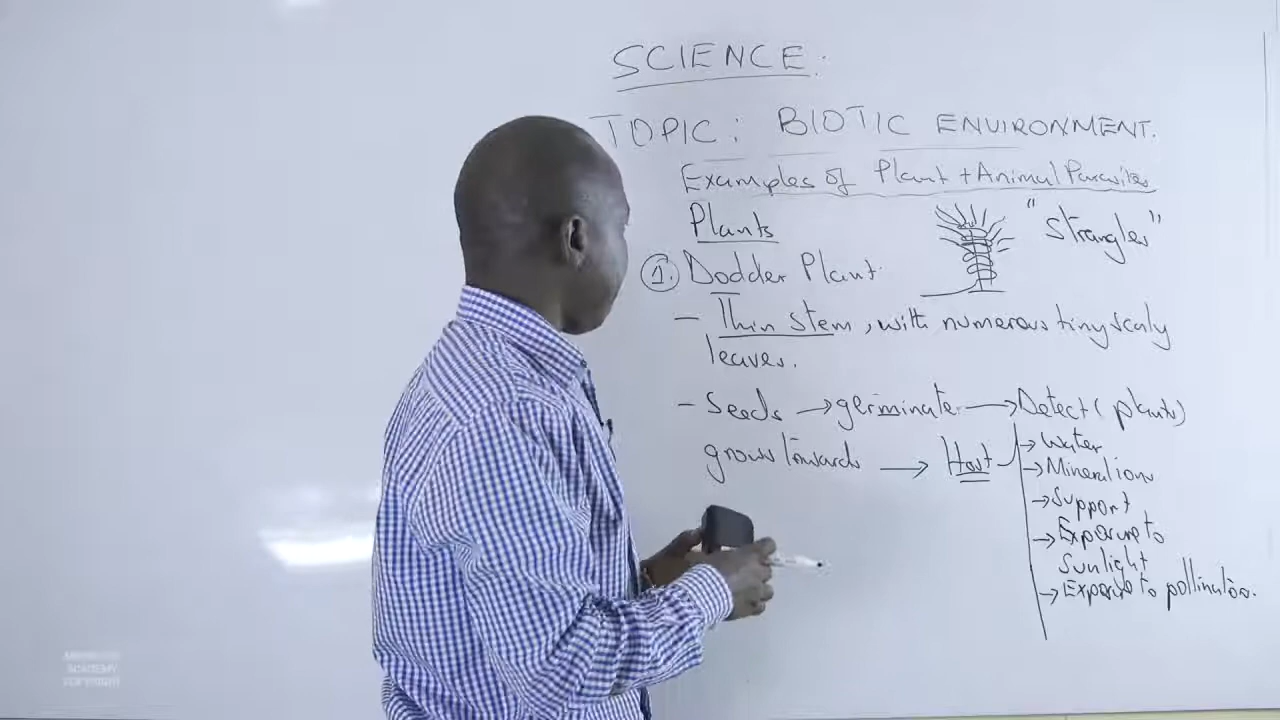 SCIENCE:
TOPIC: BIOTIC ENVIRONMENT.
Examples of Plant + Animal Parasites
Plants
"Strangles"
1. Dodder Plant
- Thin Stem, with numerous tiny scaly
leaves.
- Seeds → germinate. → Detect (plants)
grows towards → Host
→ Water
→ Mineral ions
→ Support
→ Exposure to
Sunlight
→ Exposure to pollination.
ACADEMY
COPYRIGHT